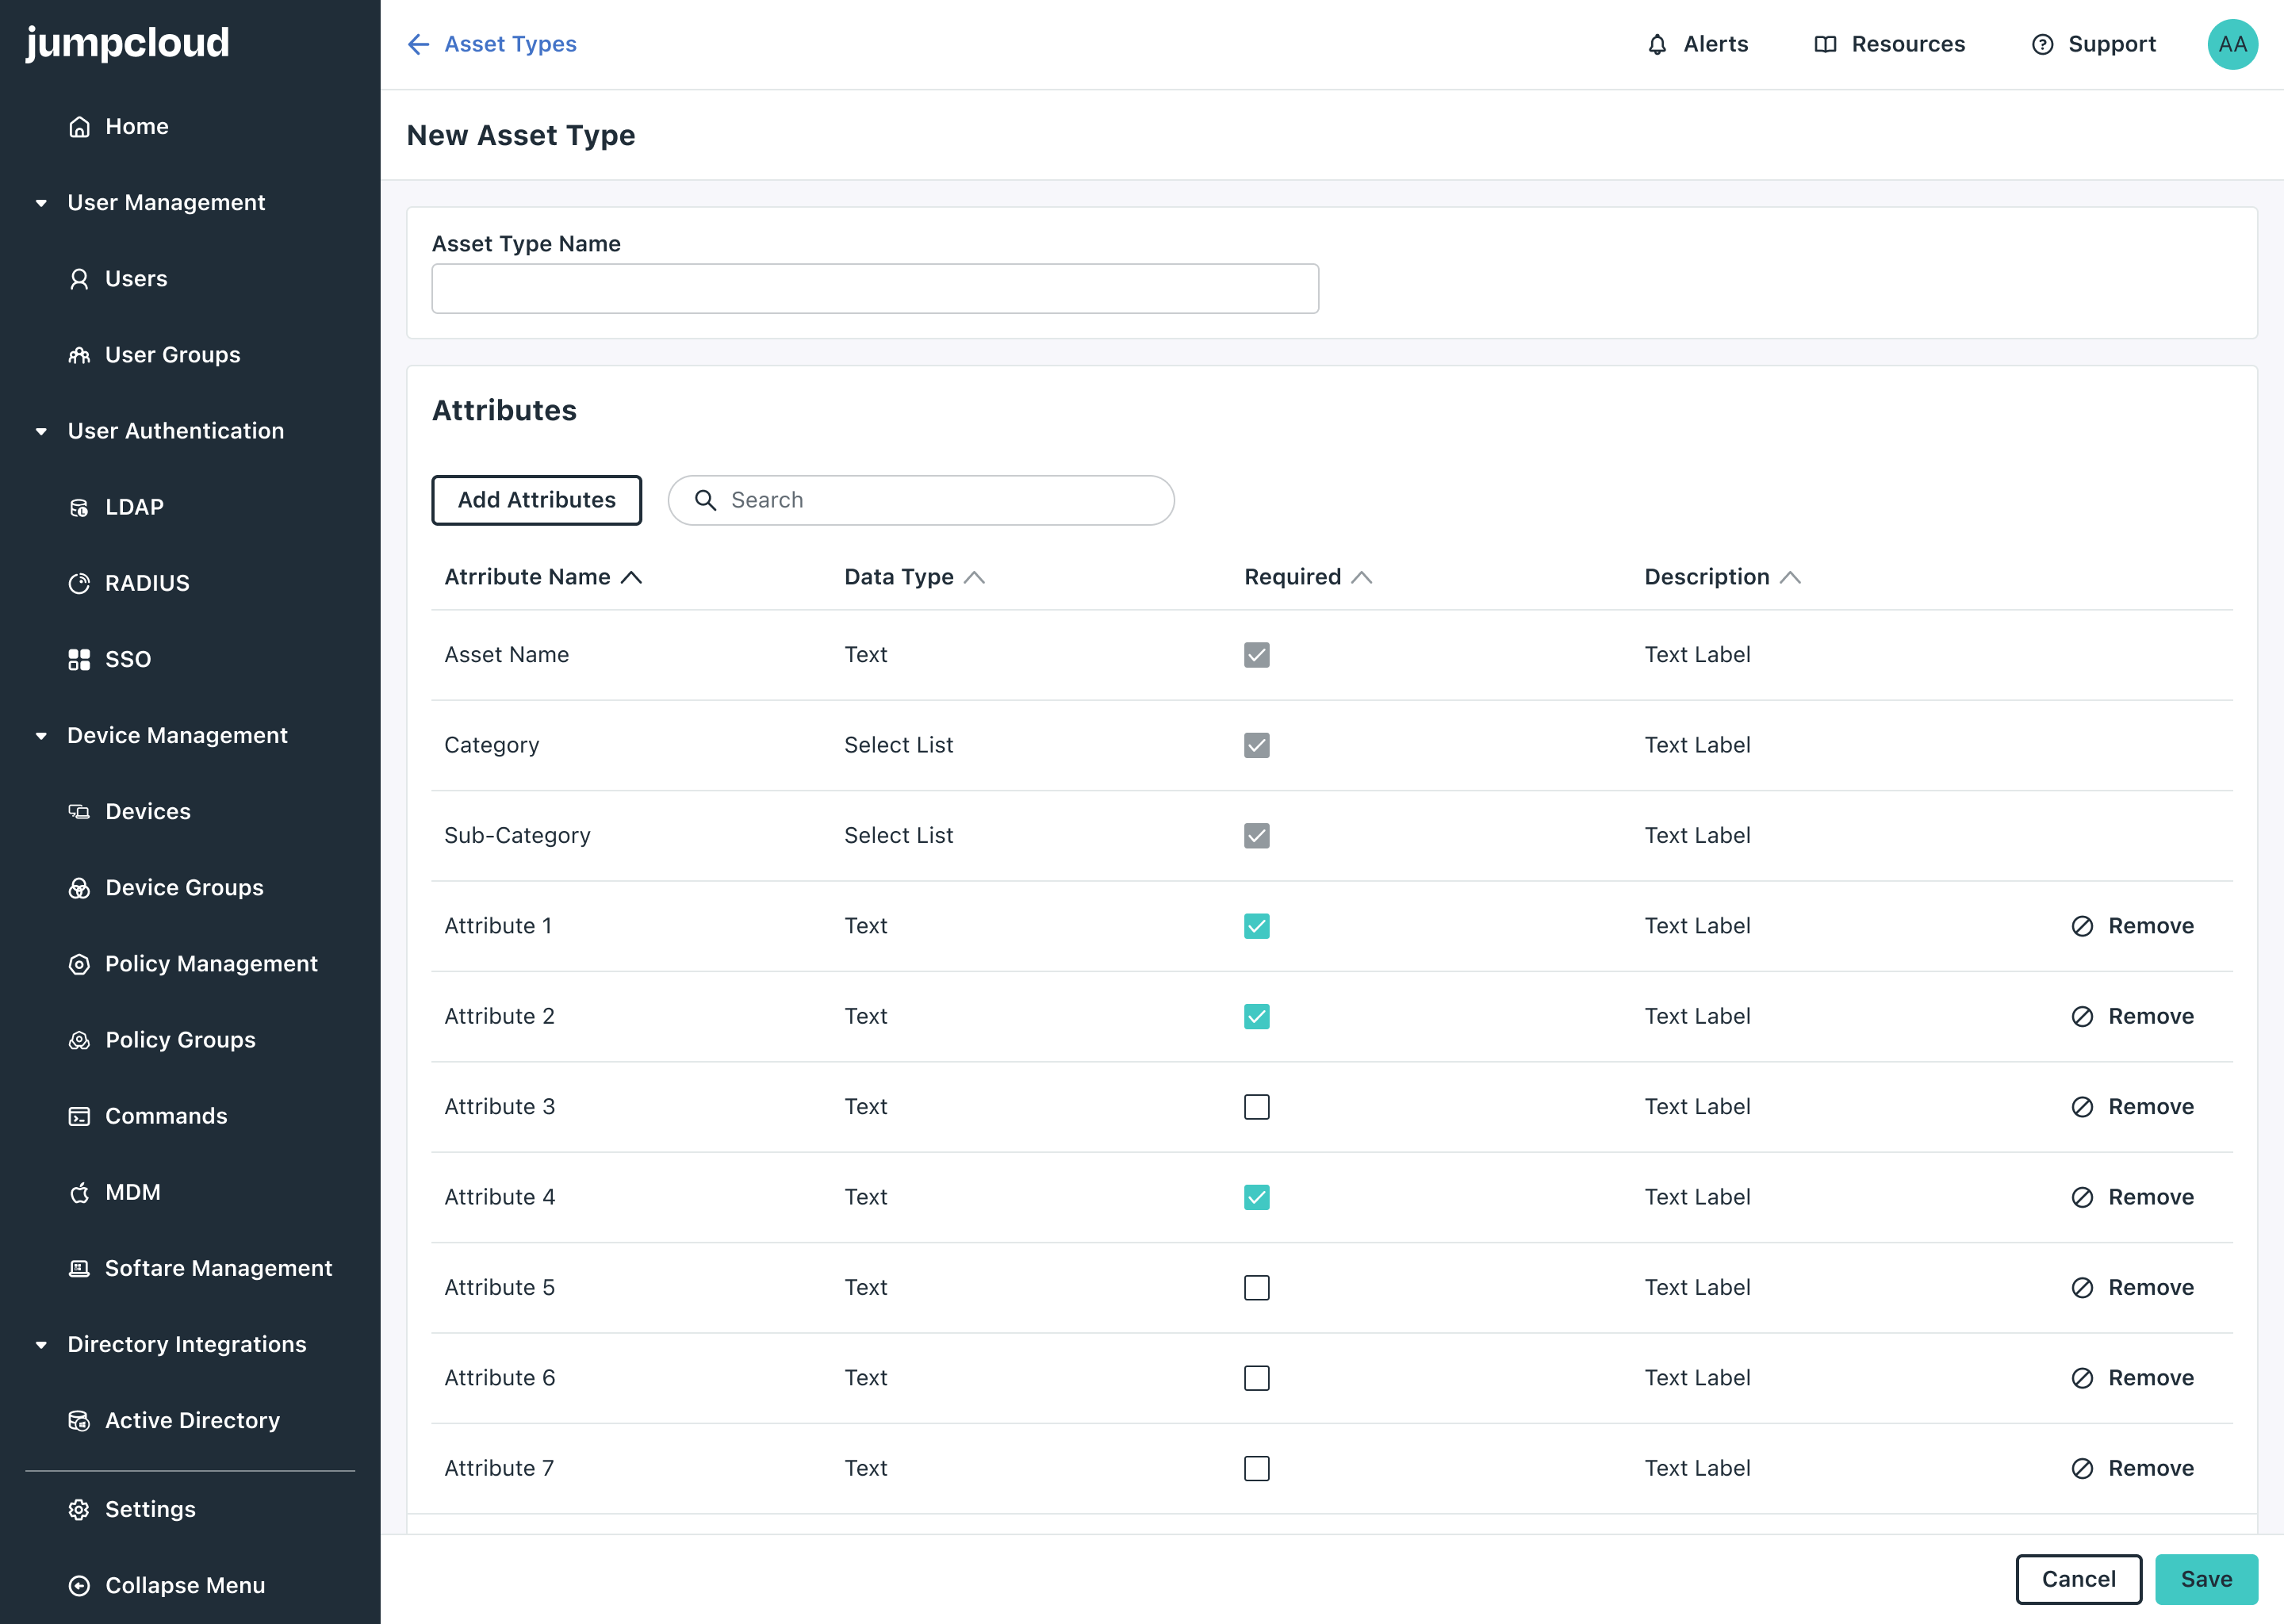 jumpcloud
Home
User Management
Users
User Groups
User Authentication
LDAP
RADIUS
SSO
Device Management
Devices
Device Groups
Policy Management
Policy Groups
Commands
MDM
Softare Management
Directory Integrations
Active Directory
Settings
Collapse Menu
Asset Types
Alerts
Resources
Support
AA
New Asset Type
Asset Type Name
Attributes
Add Attributes
Search
Atrribute Name Data Type Required Description
Asset Name Text Text Label
Category Select List Text Label
Sub-Category Select List Text Label
Attribute 1 Text Text Label Remove
Attribute 2 Text Text Label Remove
Attribute 3 Text Text Label Remove
Attribute 4 Text Text Label Remove
Attribute 5 Text Text Label Remove
Attribute 6 Text Text Label Remove
Attribute 7 Text Text Label Remove
Cancel
Save